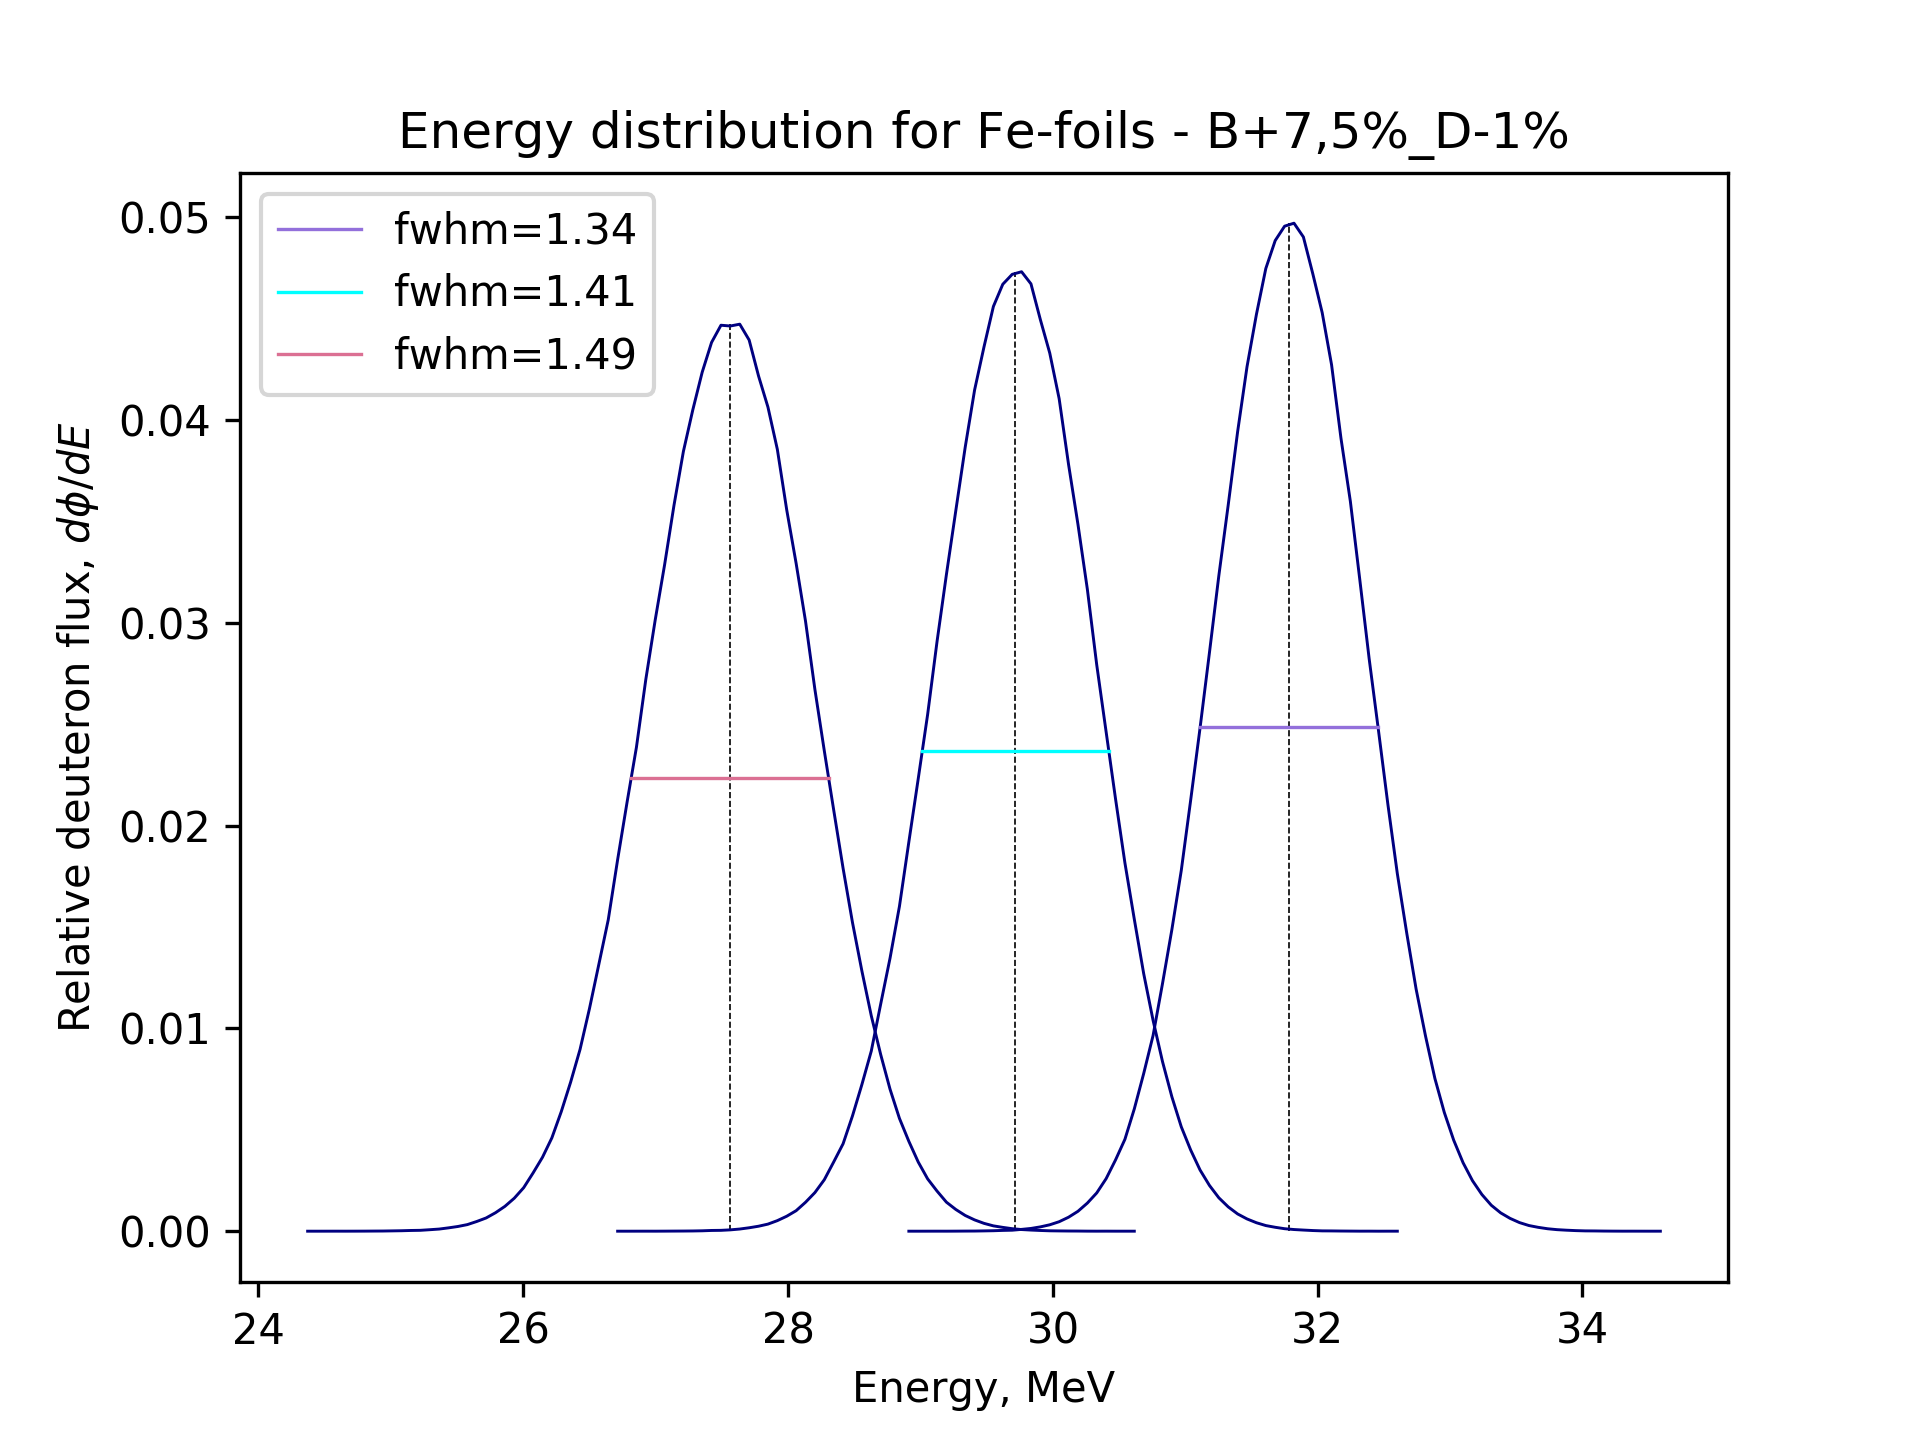 Energy distribution for Fe-foils - B+7,5%_D-1%
fwhm=1.34
fwhm=1.41
fwhm=1.49
Relative deuteron flux, dϕ/dE
0.05
0.04
0.03
0.02
0.01
0.00
24 26 28 30 32 34
Energy, MeV